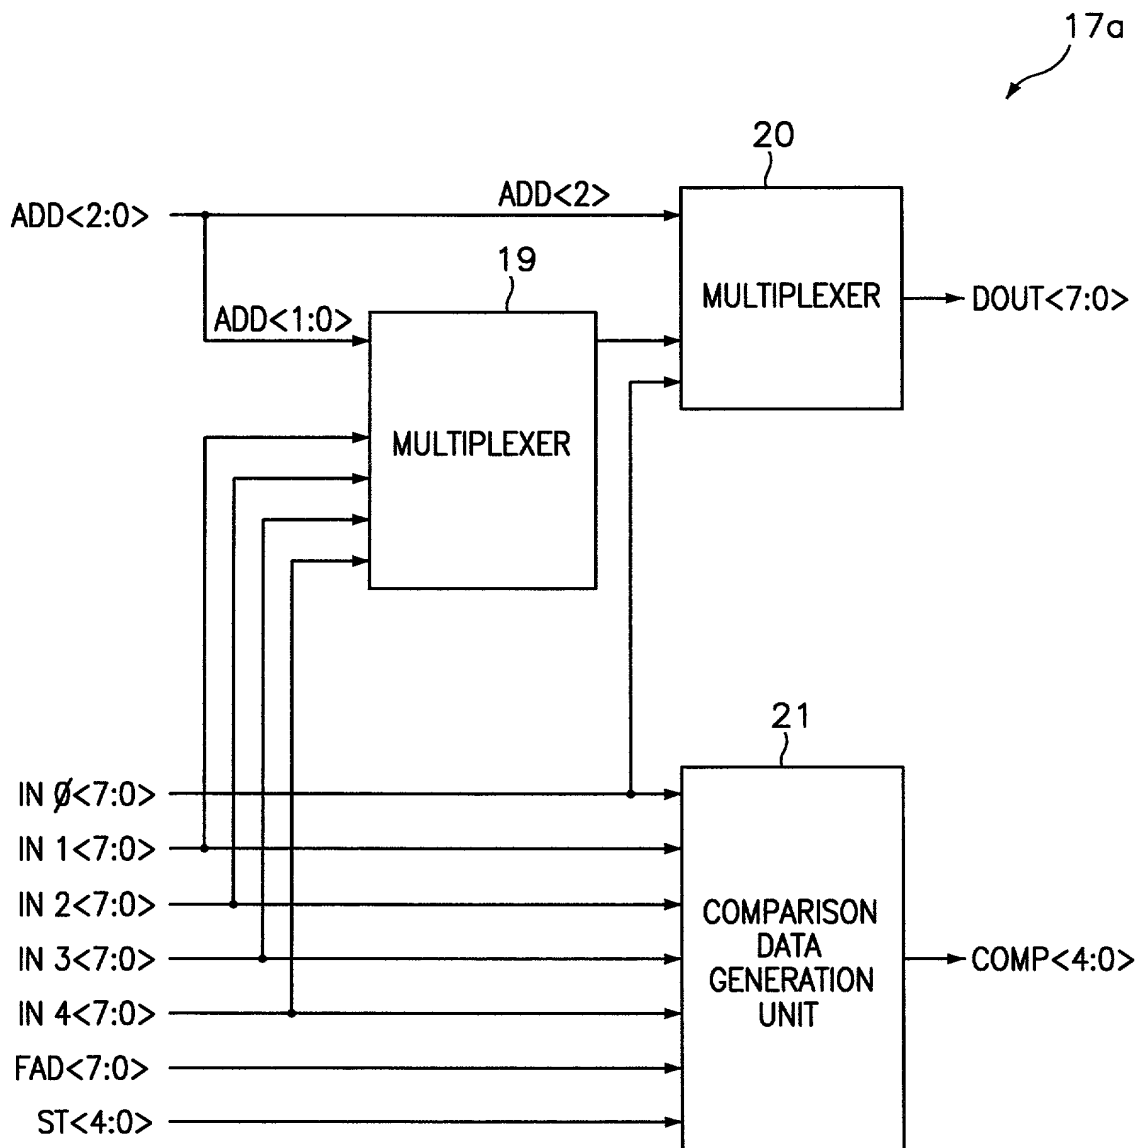 17a
20
ADD<2:0>
ADD<2>
19
MULTIPLEXER
DOUT<7:0>
ADD<1:0>
MULTIPLEXER
21
IN 0<7:0>
IN 1<7:0>
IN 2<7:0>
IN 3<7:0>
IN 4<7:0>
FAD<7:0>
ST<4:0>
COMPARISON
DATA
GENERATION
UNIT
COMP<4:0>